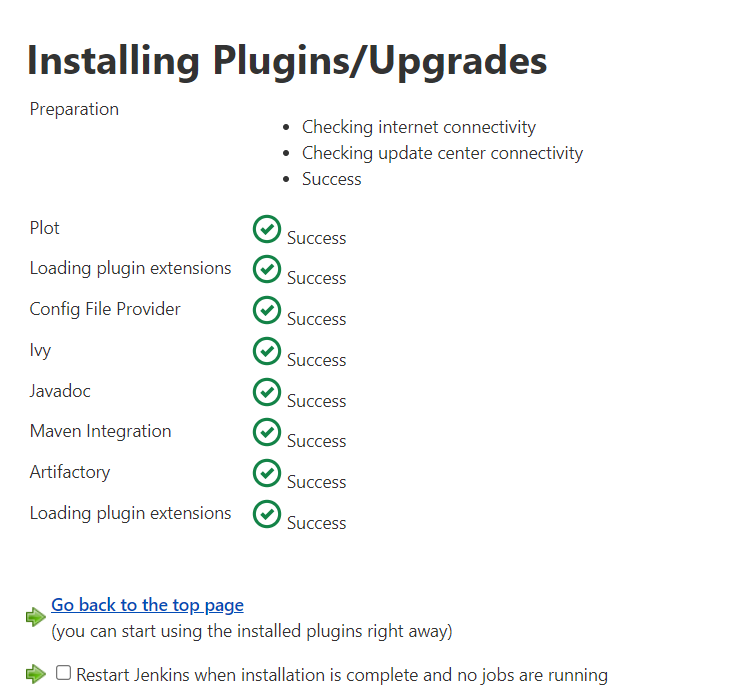 Installing Plugins/Upgrades
Preparation
Checking internet connectivity
Checking update center connectivity
Success
Plot Success
Loading plugin extensions Success
Config File Provider Success
Ivy Success
Javadoc Success
Maven Integration Success
Artifactory Success
Loading plugin extensions Success
Go back to the top page
(you can start using the installed plugins right away)
Restart Jenkins when installation is complete and no jobs are running